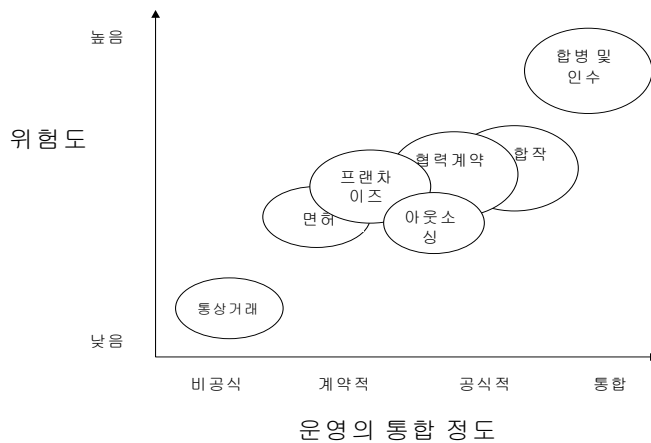 높음
합병 및
인수
위험도
협력계약
합작
프랜차
이즈
면허
아웃소
싱
통상거래
낮음
비공식
계약적
공식적
통합
운영의 통합 정도